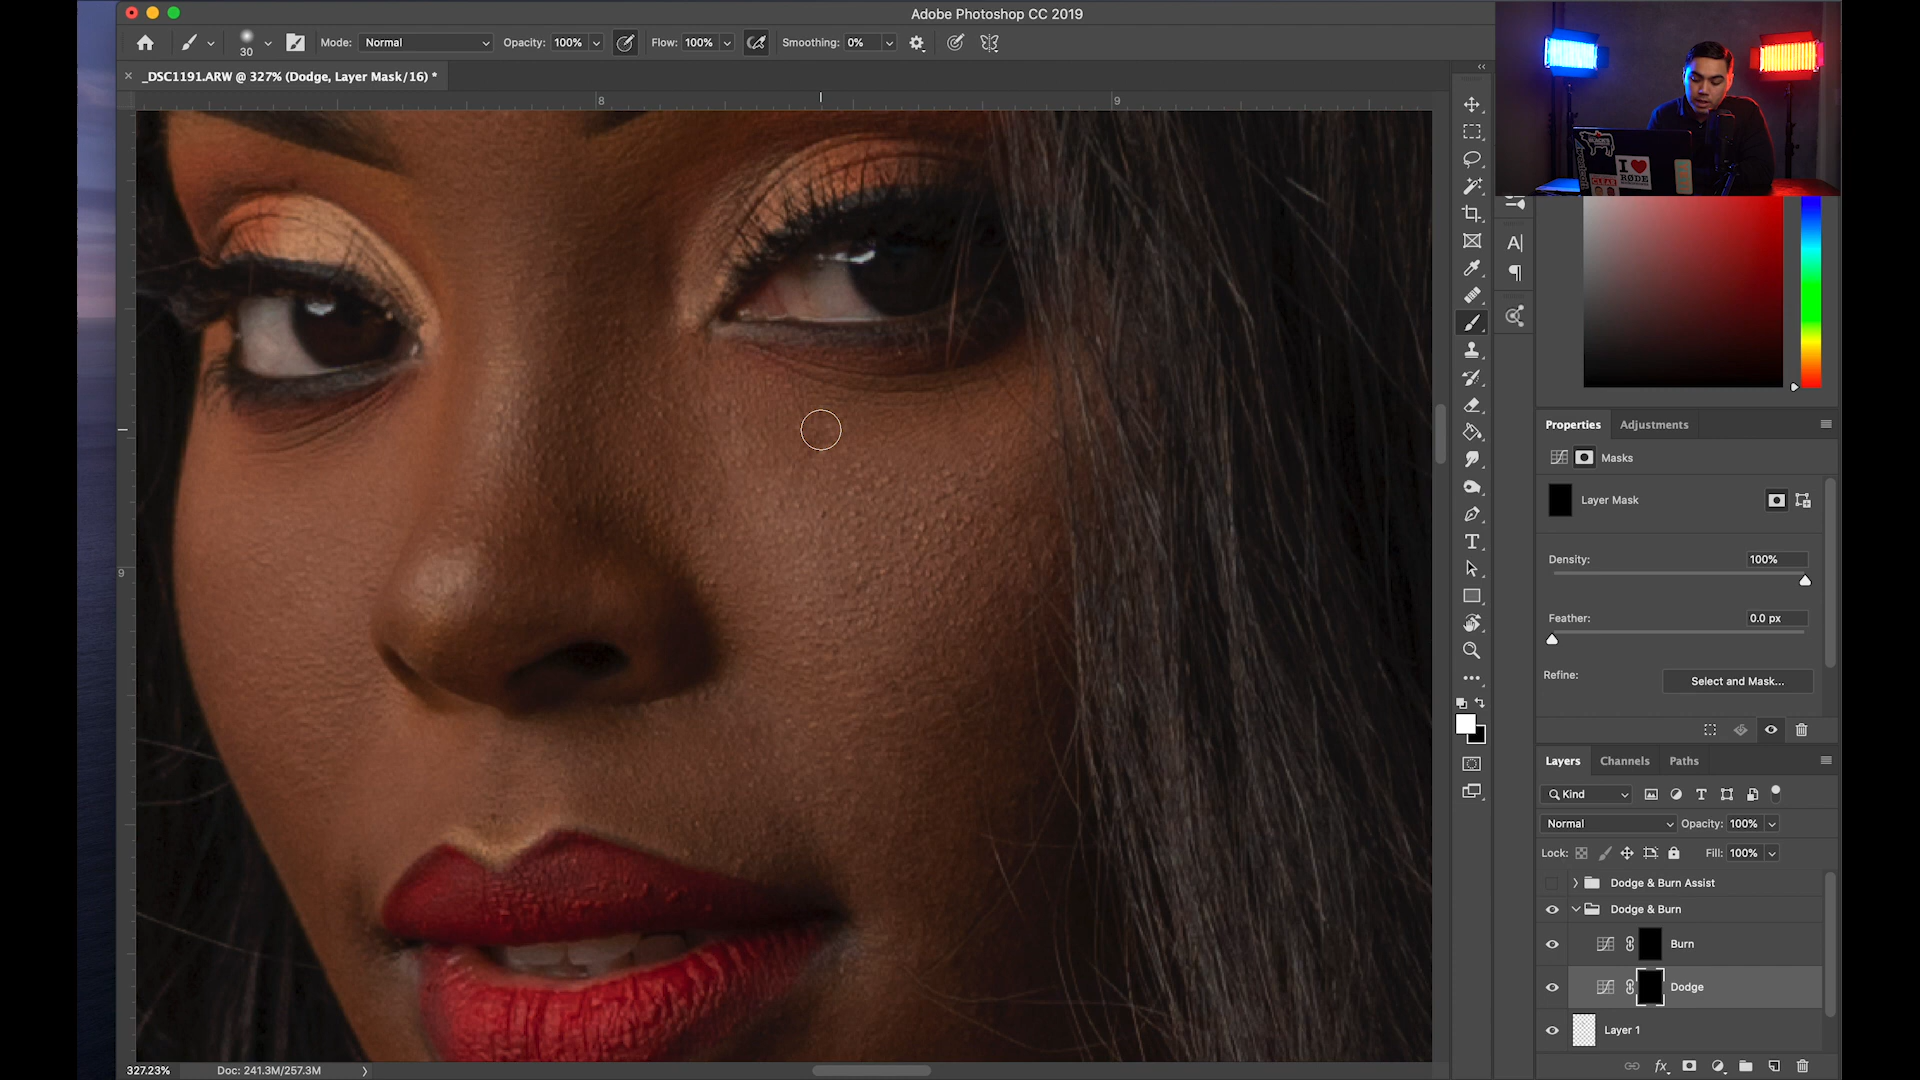 Adobe Photoshop CC 2019
30
Mode: Normal
Opacity: 100%
Flow: 100%
Smoothing: 0%
_DSC1191.ARW @ 327% (Dodge, Layer Mask/16) *
8
9
9
I ♥
RØDE
Properties
Adjustments
Masks
Layer Mask
Density: 100%
Feather: 0.0 px
Refine:
Select and Mask...
Layers
Channels
Paths
Kind
Normal
Opacity: 100%
Lock:
Fill: 100%
Dodge & Burn Assist
Dodge & Burn
Burn
Dodge
Layer 1
fx
327.23%
Doc: 241.3M/257.3M